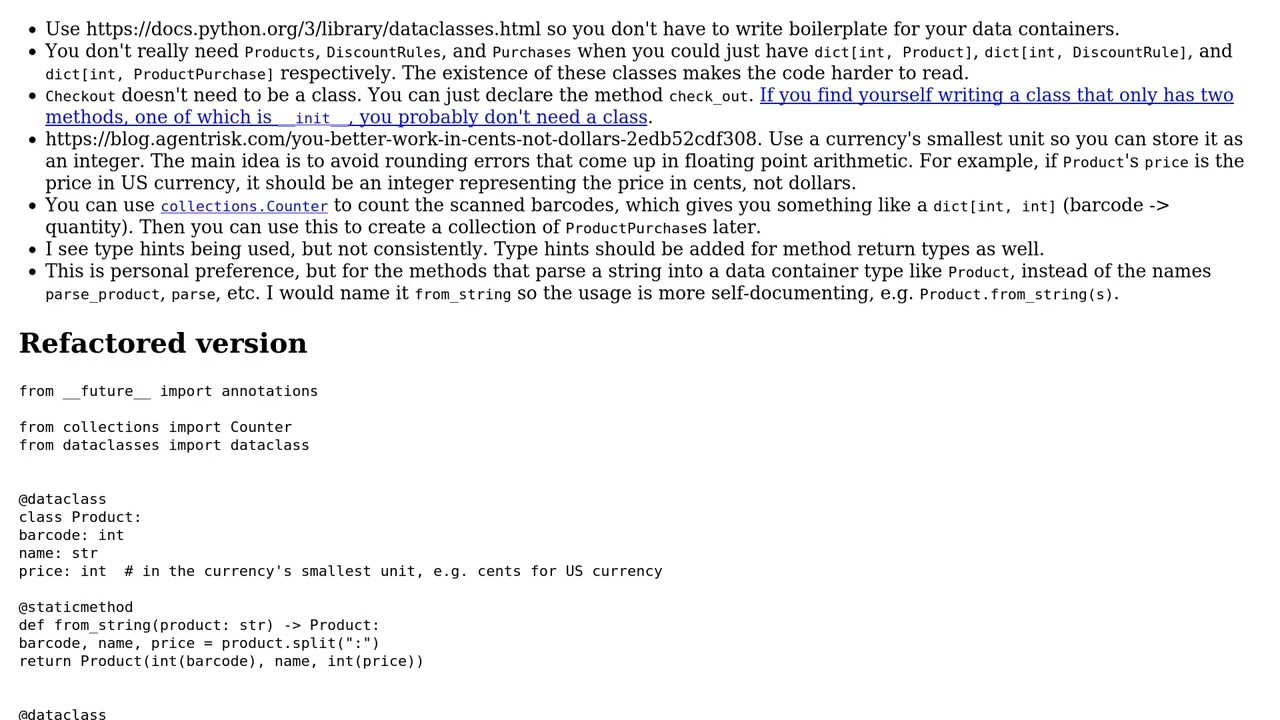 Use https://docs.python.org/3/library/dataclasses.html so you don't have to write boilerplate for your data containers.
You don't really need Products, DiscountRules, and Purchases when you could just have dict[int, Product], dict[int, DiscountRule], and
dict[int, ProductPurchase] respectively. The existence of these classes makes the code harder to read.
Checkout doesn't need to be a class. You can just declare the method check_out. If you find yourself writing a class that only has two
methods, one of which is __init__, you probably don't need a class.
https://blog.agentrisk.com/you-better-work-in-cents-not-dollars-2edb52cdf308. Use a currency's smallest unit so you can store it as
an integer. The main idea is to avoid rounding errors that come up in floating point arithmetic. For example, if Product's price is the
price in US currency, it should be an integer representing the price in cents, not dollars.
You can use collections.Counter to count the scanned barcodes, which gives you something like a dict[int, int] (barcode ->
quantity). Then you can use this to create a collection of ProductPurchases later.
I see type hints being used, but not consistently. Type hints should be added for method return types as well.
This is personal preference, but for the methods that parse a string into a data container type like Product, instead of the names
parse_product, parse, etc. I would name it from_string so the usage is more self-documenting, e.g. Product.from_string(s).
Refactored version
from __future__ import annotations
from collections import Counter
from dataclasses import dataclass
@dataclass
class Product:
barcode: int
name: str
price: int  # in the currency's smallest unit, e.g. cents for US currency
@staticmethod
def from_string(product: str) -> Product:
barcode, name, price = product.split(":")
return Product(int(barcode), name, int(price))
@dataclass